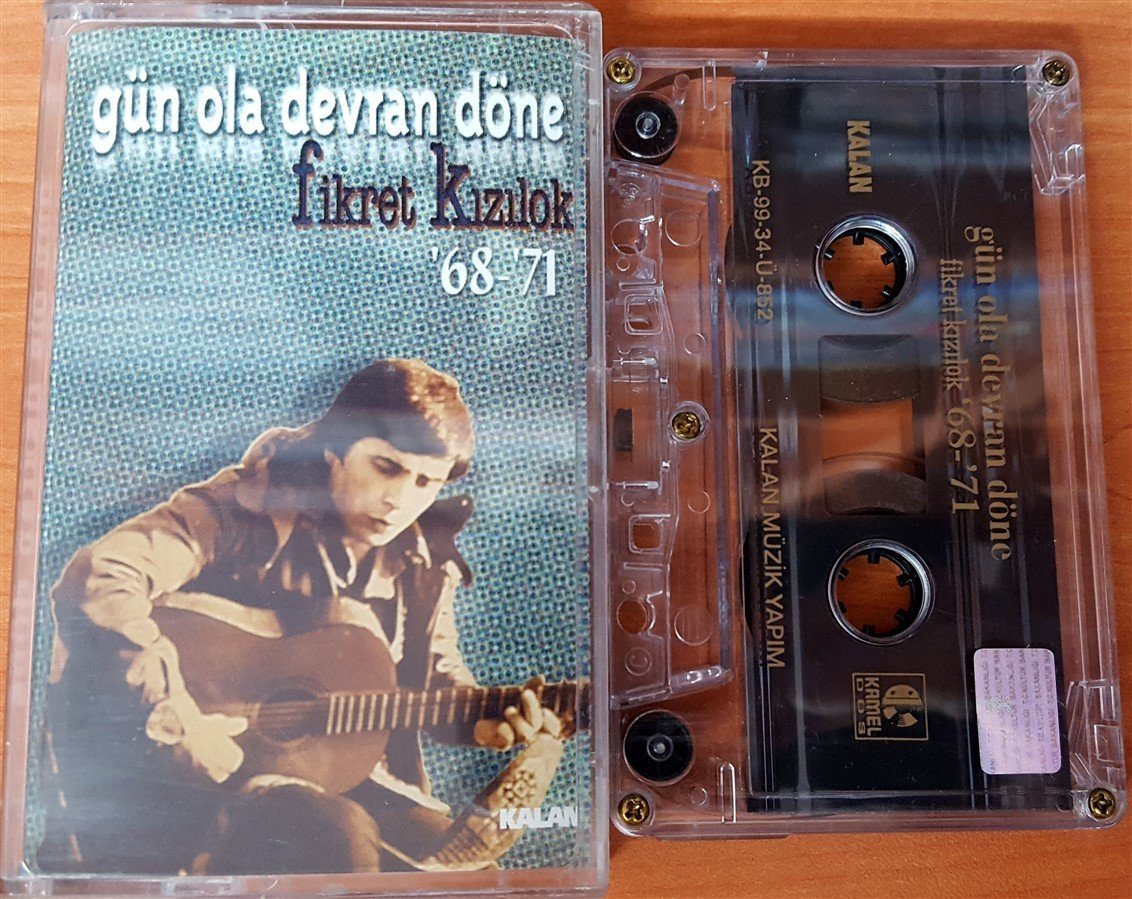 gün ola devran döne
fikret Kızılok
'68-'71
KALAN
KALAN
KB-99-34-Ü-852
gün ola devran döne
fikret kızılok '68-'71
KALAN MÜZİK YAPIM
KAMEL
DBS